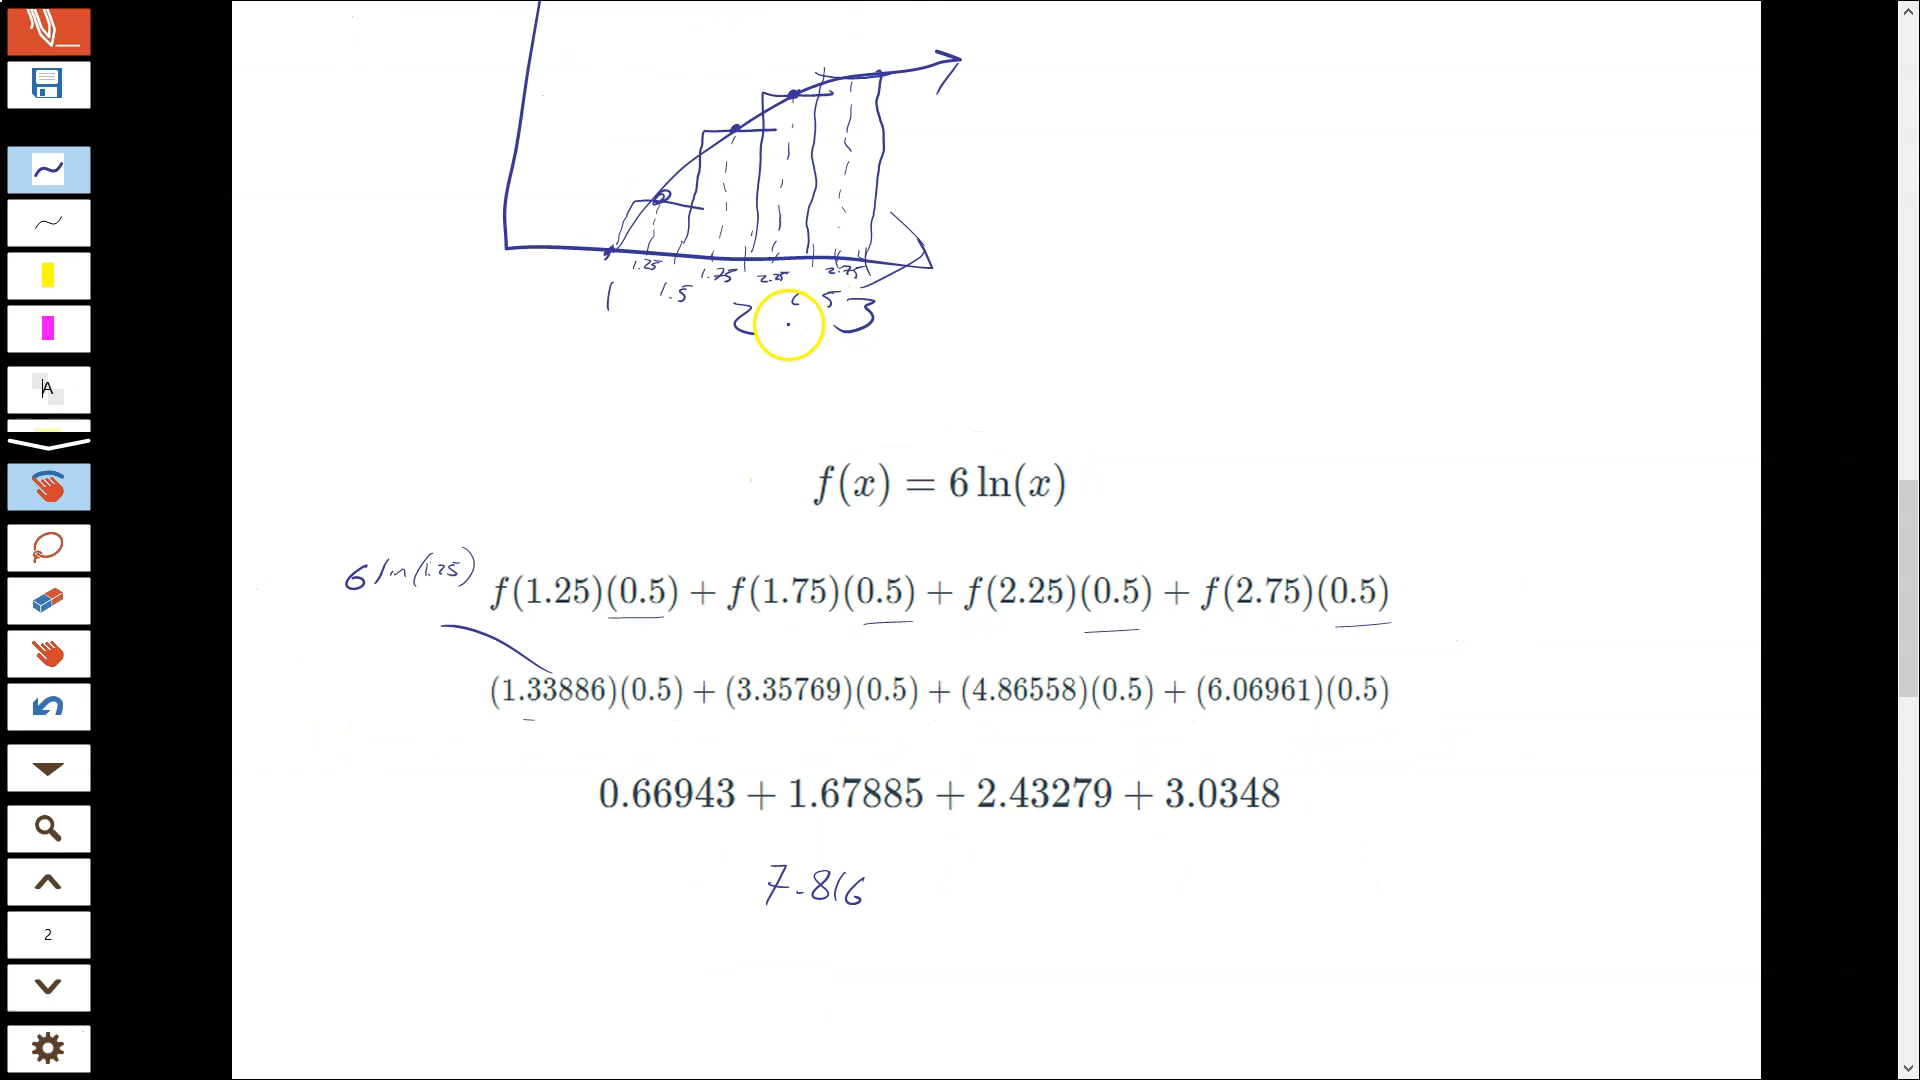 1.25 1.75 2.25 2.75
1 1.5 2 5 3
f(x) = 6 ln(x)
6 ln(1.25)
f(1.25)(0.5) + f(1.75)(0.5) + f(2.25)(0.5) + f(2.75)(0.5)
(1.33886)(0.5) + (3.35769)(0.5) + (4.86558)(0.5) + (6.06961)(0.5)
0.66943 + 1.67885 + 2.43279 + 3.0348
7.816
A
2